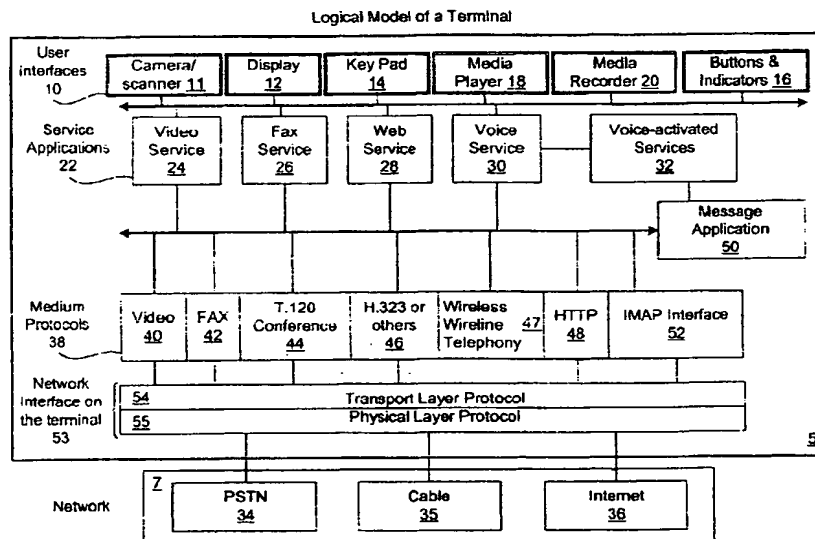 Logical Model of a Terminal
User
interfaces
10
Camera/
scanner 11
Display
12
Key Pad
14
Media
Player 18
Media
Recorder 20
Buttons &
Indicators 16
Service
Applications
22
Video
Service
24
Fax
Service
26
Web
Service
28
Voice
Service
30
Voice-activated
Services
32
Message
Application
50
Medium
Protocols
38
Video
40
FAX
42
T.120
Conference
44
H.323 or
others
46
Wireless
Wireline 47
Telephony
HTTP
48
IMAP Interface
52
Network
Interface on
the terminal
53
54 Transport Layer Protocol
55 Physical Layer Protocol
5
Network
7
PSTN
34
Cable
35
Internet
36